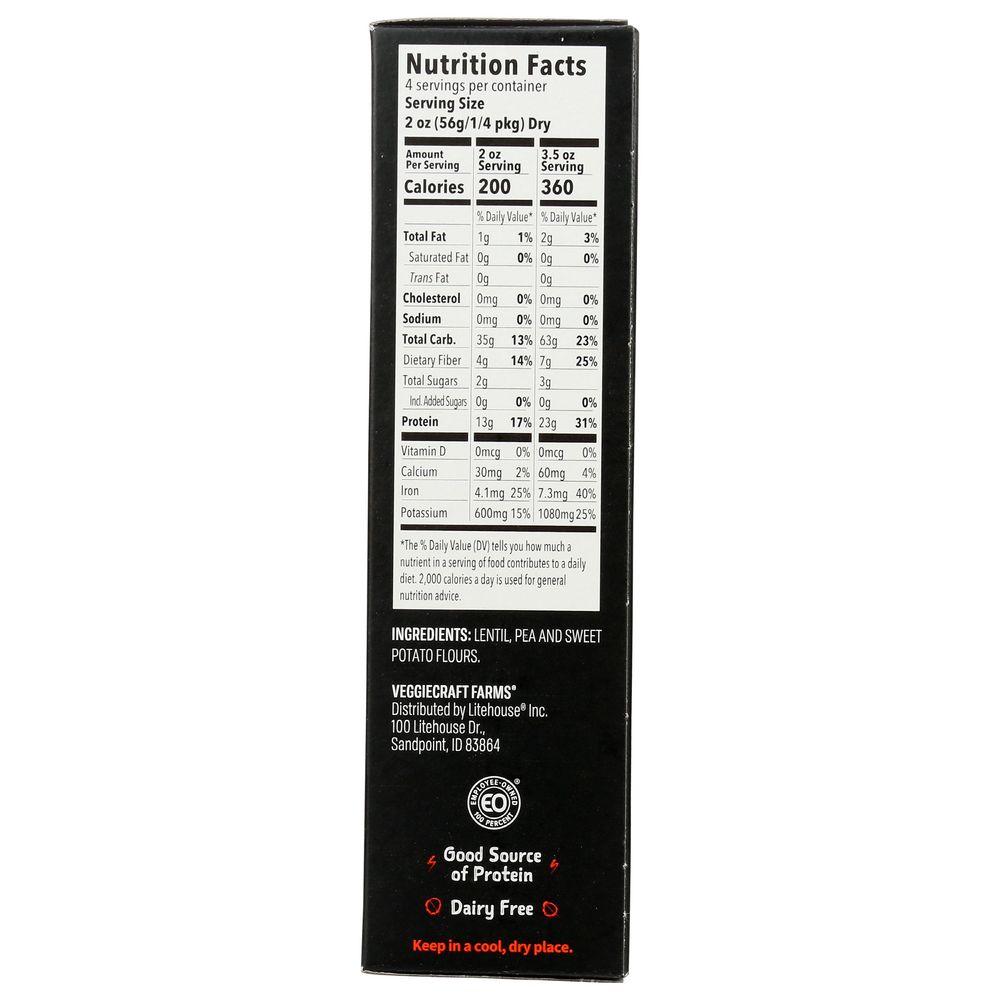 Nutrition Facts
4 servings per container
Serving Size
2 oz (56g/1/4 pkg) Dry
Amount Per Serving 2 oz Serving 3.5 oz Serving
Calories 200 360
% Daily Value* % Daily Value*
Total Fat 1g 1% 2g 3%
Saturated Fat 0g 0% 0g 0%
Trans Fat 0g 0g
Cholesterol 0mg 0% 0mg 0%
Sodium 0mg 0% 0mg 0%
Total Carb. 35g 13% 63g 23%
Dietary Fiber 4g 14% 7g 25%
Total Sugars 2g 3g
Incl. Added Sugars 0g 0% 0g 0%
Protein 13g 17% 23g 31%
Vitamin D 0mcg 0% 0mcg 0%
Calcium 30mg 2% 60mg 4%
Iron 4.1mg 25% 7.3mg 40%
Potassium 600mg 15% 1080mg 25%
*The % Daily Value (DV) tells you how much a
nutrient in a serving of food contributes to a daily
diet. 2,000 calories a day is used for general
nutrition advice.
INGREDIENTS: LENTIL, PEA AND SWEET
POTATO FLOURS.
VEGGIECRAFT FARMS®
Distributed by Litehouse® Inc.
100 Litehouse Dr.,
Sandpoint, ID 83864
EMPLOYEE-OWNED ®
EO
100 PERCENT
Good Source
of Protein
Dairy Free
Keep in a cool, dry place.